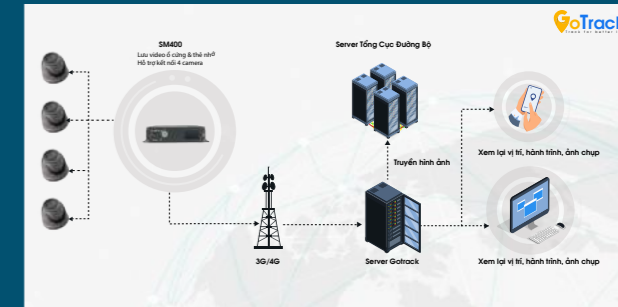 GoTrack
SM400
Lưu video ổ cứng & thẻ nhớ
Hỗ trợ kết nối 4 camera
Server Tổng Cục Đường Bộ
Truyền hình ảnh
Xem lại vị trí, hành trình, ảnh chụp
3G/4G
Server Gotrack
Xem lại vị trí, hành trình, ảnh chụp